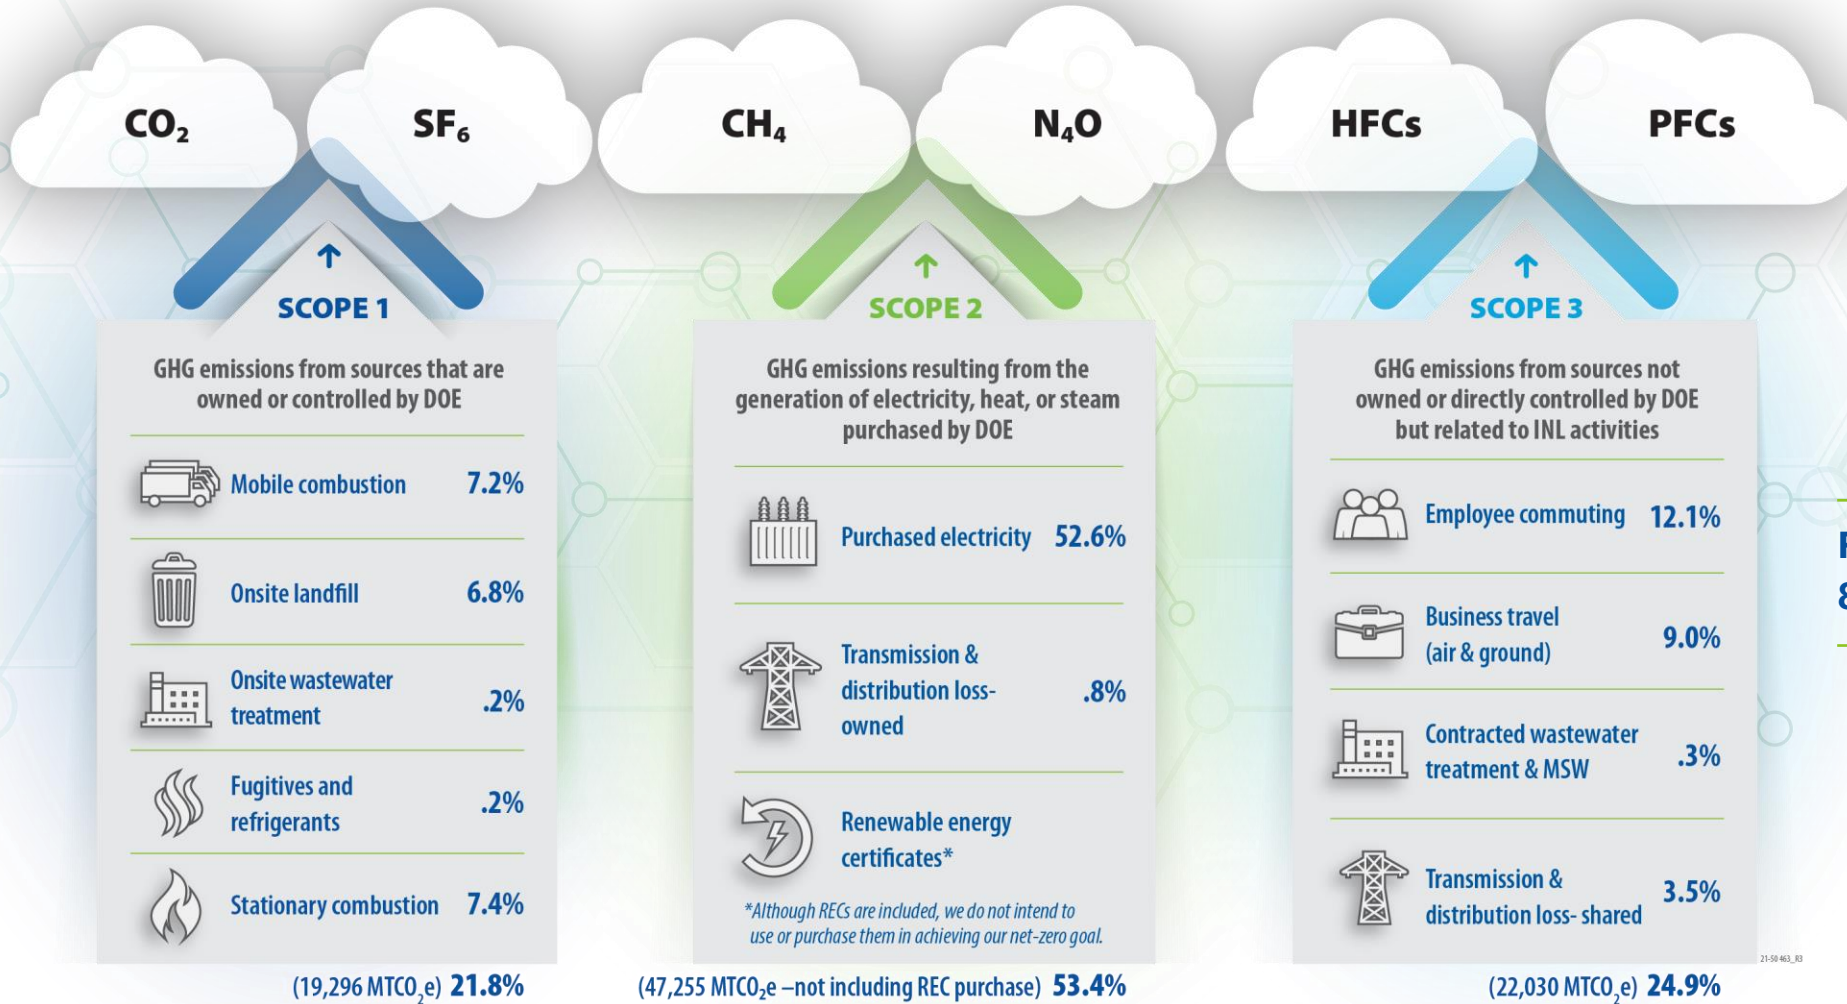 CO₂
SF₆
CH₄
N₄O
HFCs
PFCs
SCOPE 1
GHG emissions from sources that are
owned or controlled by DOE
Mobile combustion 7.2%
Onsite landfill 6.8%
Onsite wastewater
treatment .2%
Fugitives and
refrigerants .2%
Stationary combustion 7.4%
(19,296 MTCO₂e) 21.8%
SCOPE 2
GHG emissions resulting from the
generation of electricity, heat, or steam
purchased by DOE
Purchased electricity 52.6%
Transmission &
distribution loss- .8%
owned
Renewable energy
certificates*
*Although RECs are included, we do not intend to
use or purchase them in achieving our net-zero goal.
(47,255 MTCO₂e –not including REC purchase) 53.4%
SCOPE 3
GHG emissions from sources not
owned or directly controlled by DOE
but related to INL activities
Employee commuting 12.1%
Business travel
(air & ground) 9.0%
Contracted wastewater
treatment & MSW .3%
Transmission &
distribution loss- shared 3.5%
21-50463_R3
(22,030 MTCO₂e) 24.9%